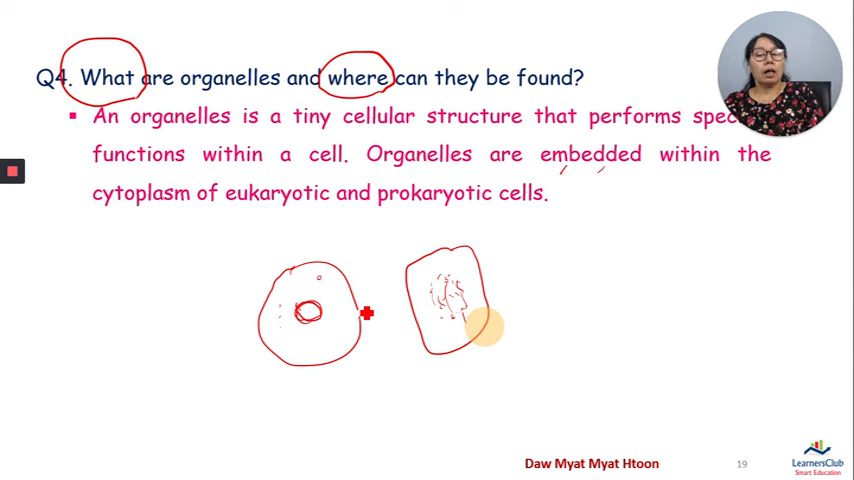 Q4. What are organelles and where can they be found?
▪ An organelles is a tiny cellular structure that performs
functions within a cell. Organelles are embedded within the
cytoplasm of eukaryotic and prokaryotic cells.
Daw Myat Myat Htoon
19
LearnersClub
Smart Education